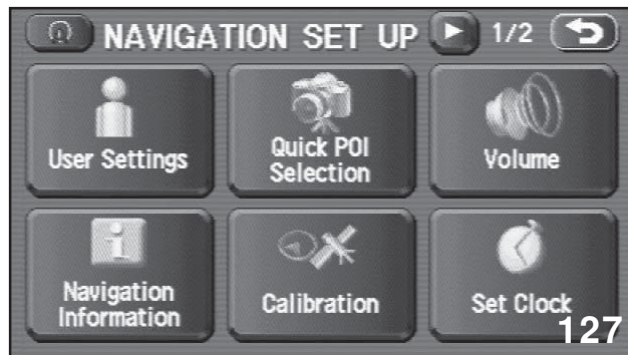 NAVIGATION SET UP 1/2
User Settings
Quick POI
Selection
Volume
Navigation
Information
Calibration
Set Clock
127